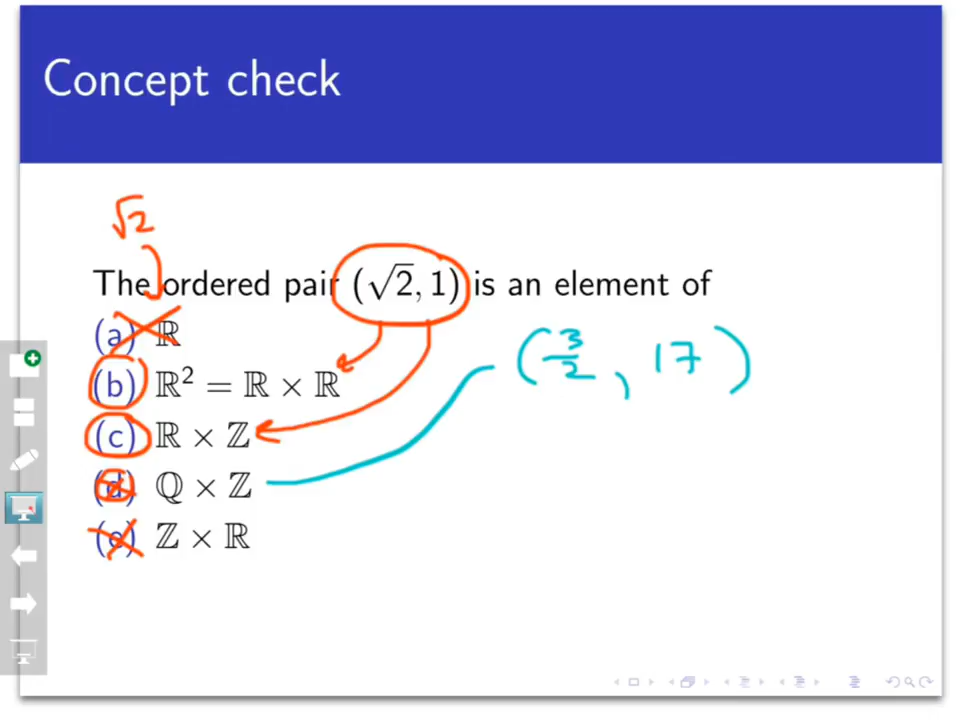 Concept check
√2
The ordered pair (√2, 1) is an element of
(a) ℝ
(b) ℝ² = ℝ × ℝ
(3/2, 17)
(c) ℝ × ℤ
(d) ℚ × ℤ
(e) ℤ × ℝ